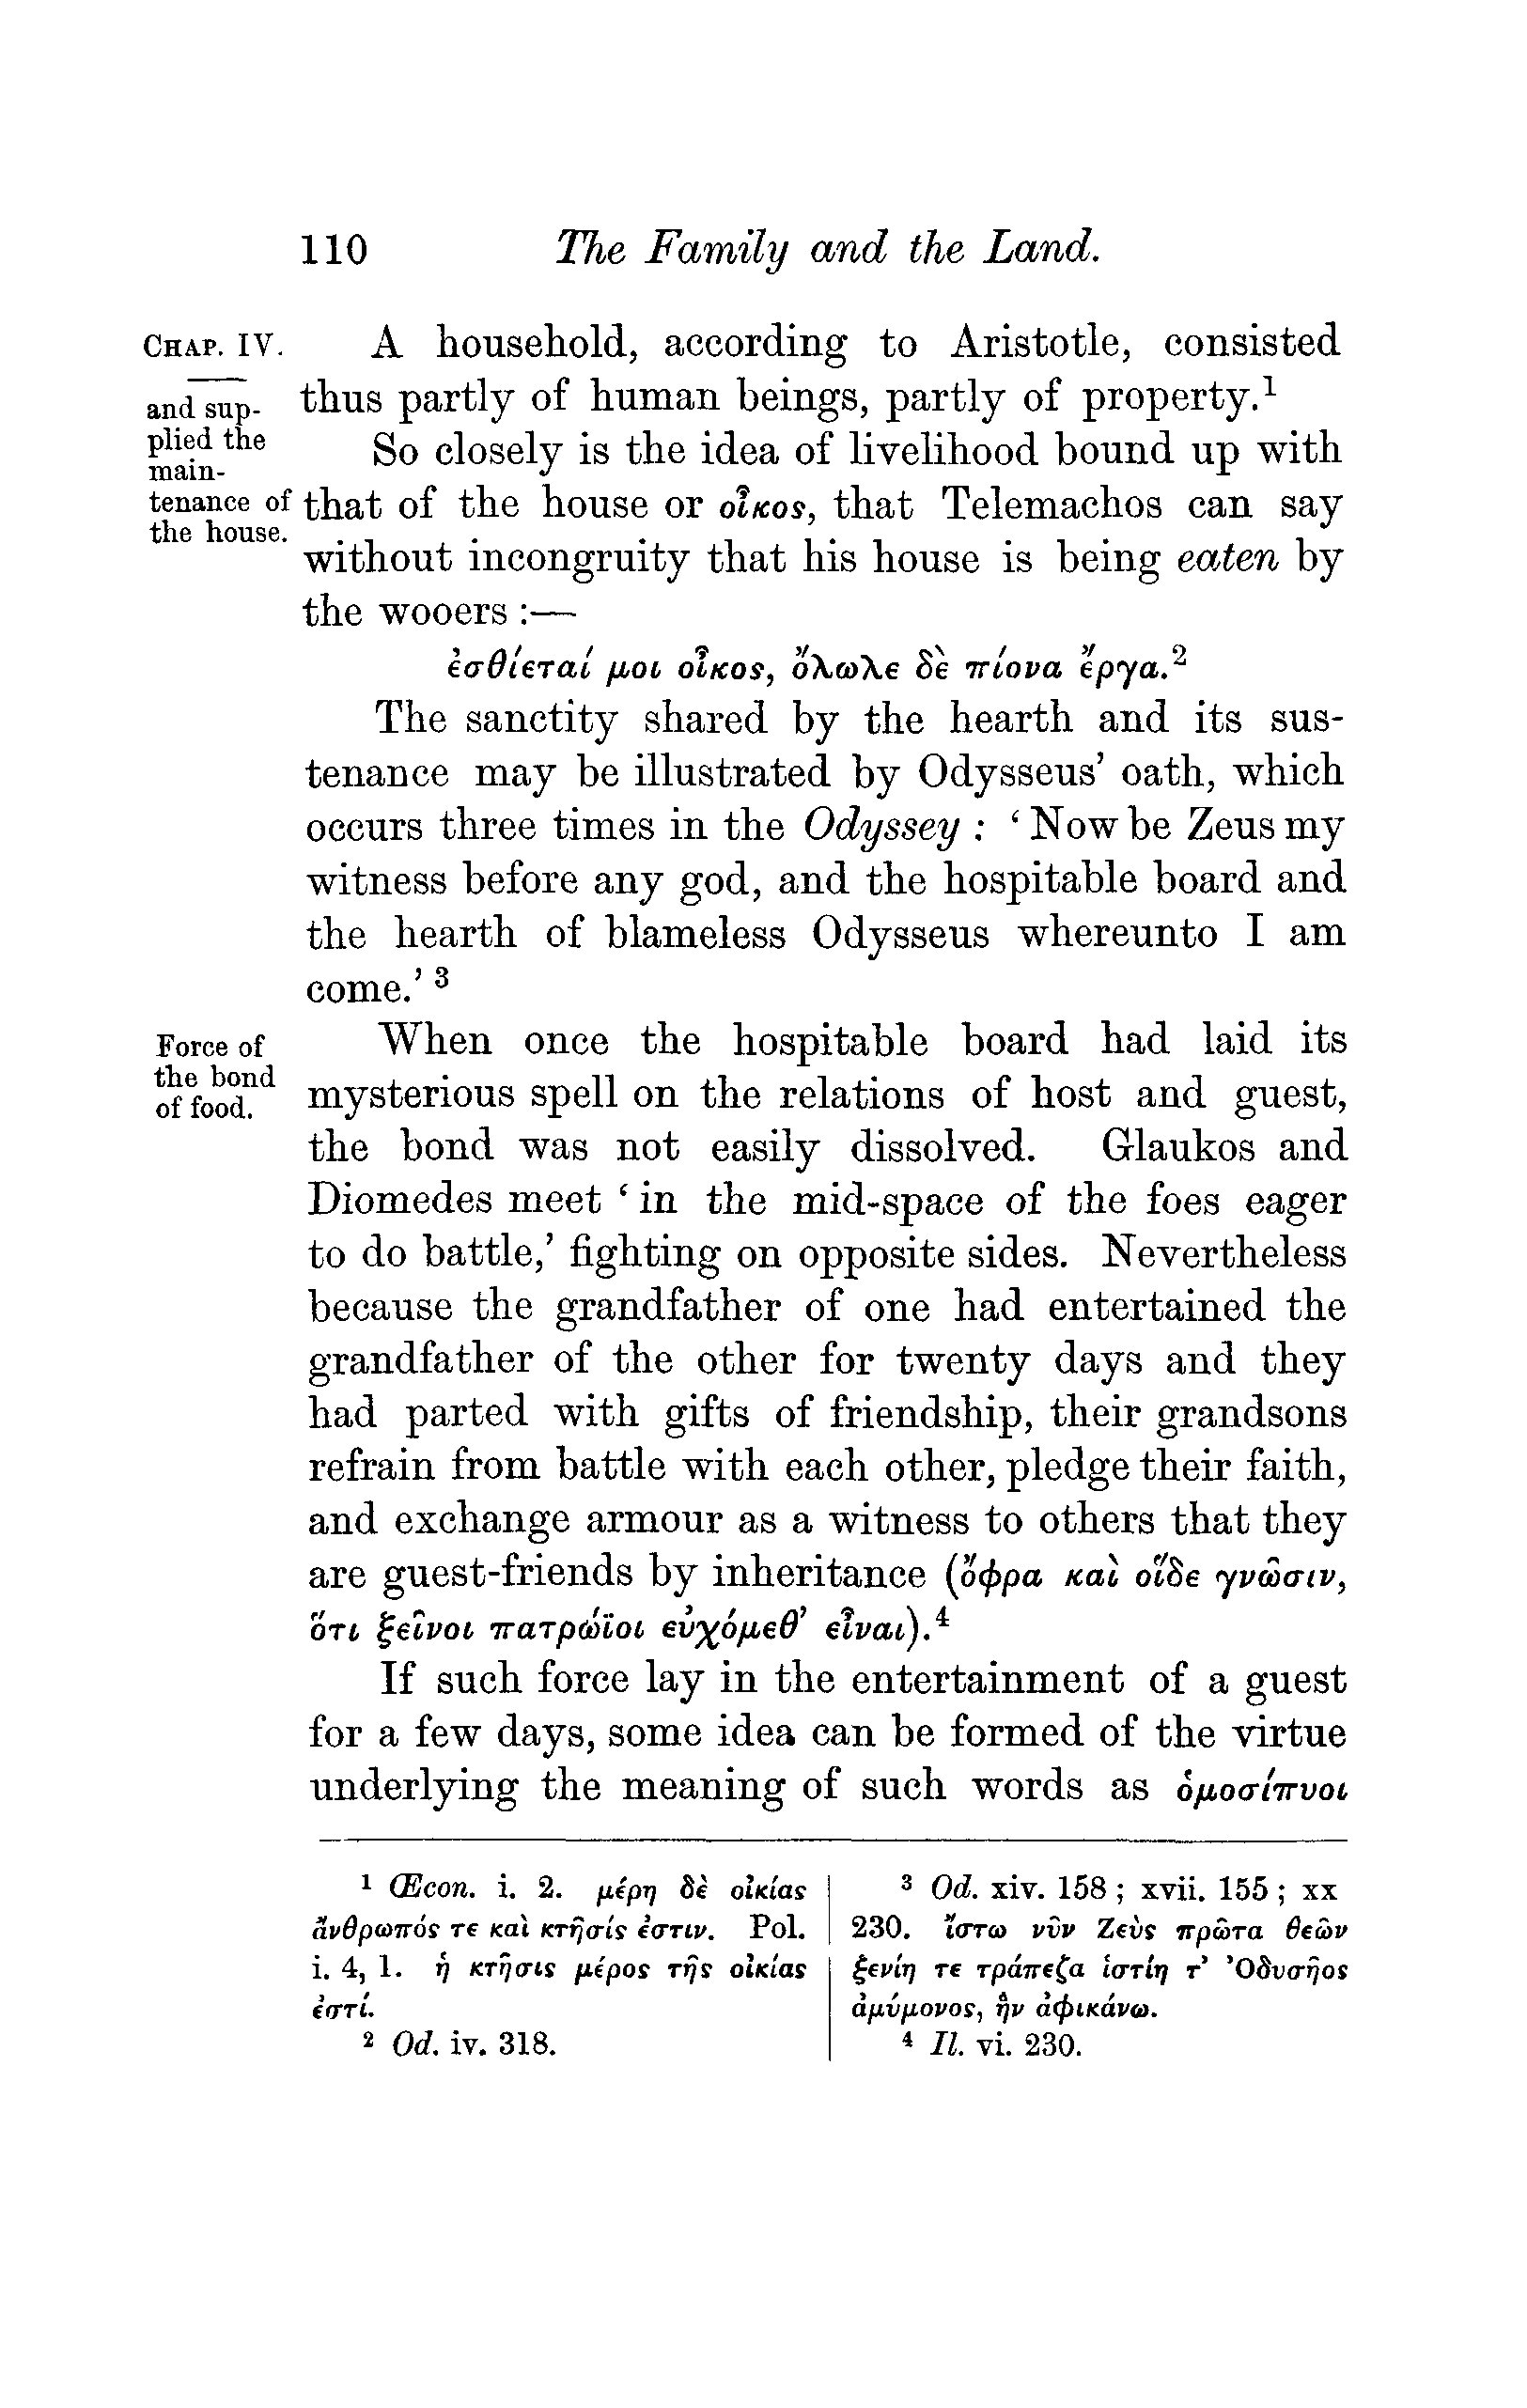 110 The Family and the Land.
CHAP. IV.
and sup-
plied the
main-
tenance of
the house.
A household, according to Aristotle, consisted
thus partly of human beings, partly of property.¹
So closely is the idea of livelihood bound up with
that of the house or οἶκος, that Telemachos can say
without incongruity that his house is being eaten by
the wooers :—
ἐσθίεταί μοι οἶκος, ὄλωλε δὲ πίονα ἔργα.²
The sanctity shared by the hearth and its sus-
tenance may be illustrated by Odysseus’ oath, which
occurs three times in the Odyssey : ‘ Now be Zeus my
witness before any god, and the hospitable board and
the hearth of blameless Odysseus whereunto I am
come.’ ³
Force of
the bond
of food.
When once the hospitable board had laid its
mysterious spell on the relations of host and guest,
the bond was not easily dissolved. Glaukos and
Diomedes meet ‘ in the mid-space of the foes eager
to do battle,’ fighting on opposite sides. Nevertheless
because the grandfather of one had entertained the
grandfather of the other for twenty days and they
had parted with gifts of friendship, their grandsons
refrain from battle with each other, pledge their faith,
and exchange armour as a witness to others that they
are guest-friends by inheritance (ὄφρα καὶ οἵδε γνῶσιν,
ὅτι ξεῖνοι πατρώϊοι εὐχόμεθ’ εἶναι).⁴
If such force lay in the entertainment of a guest
for a few days, some idea can be formed of the virtue
underlying the meaning of such words as ὁμοσίπυοι
¹ Œcon. i. 2. μέρη δὲ οἰκίας
ἄνθρωπός τε καὶ κτῆσίς ἐστιν. Pol.
i. 4, 1. ἡ κτῆσις μέρος τῆς οἰκίας
ἐστί.
² Od. iv. 318.
³ Od. xiv. 158 ; xvii. 155 ; xx
230. ἴστω νῦν Ζεὺς πρῶτα θεῶν
ξενίη τε τράπεζα ἱστίη τ’ Ὀδυσῆος
ἀμύμονος, ἣν ἀφικάνω.
⁴ Il. vi. 230.